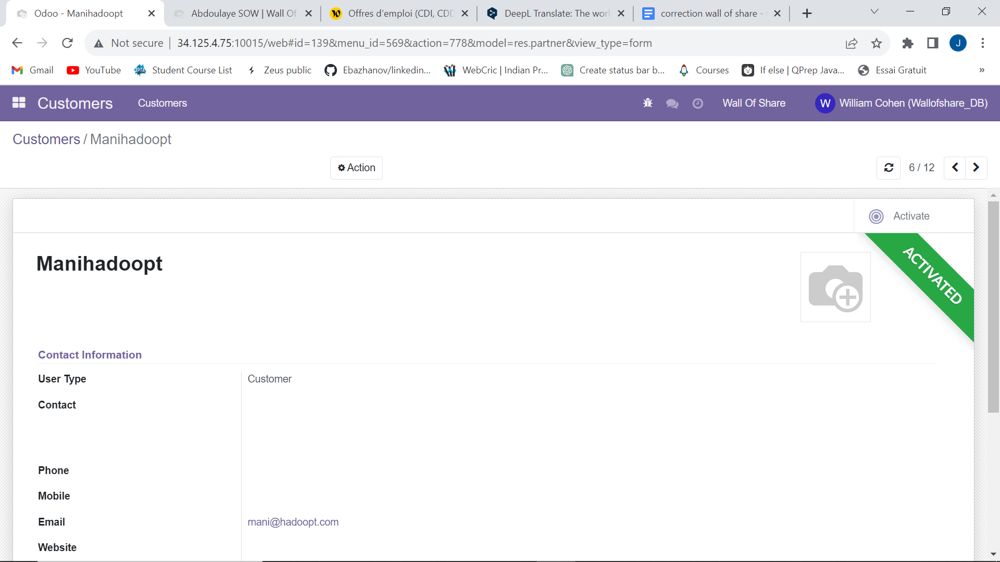 Odoo - Manihadoopt
Abdoulaye SOW | Wall Of
Offres d'emploi (CDI, CDD
DeepL Translate: The worl
correction wall of share -
Not secure
34.125.4.75:10015/web#id=139&menu_id=569&action=778&model=res.partner&view_type=form
J
Gmail
YouTube
Student Course List
Zeus public
Ebazhanov/linkedin...
WebCric | Indian Pr...
Create status bar b...
Courses
If else | QPrep Java...
Essai Gratuit
»
Customers
Customers
Wall Of Share
W
William Cohen (Wallofshare_DB)
Customers / Manihadoopt
Action
6 / 12
Activate
ACTIVATED
Manihadoopt
Contact Information
User Type
Customer
Contact
Phone
Mobile
Email
mani@hadoopt.com
Website